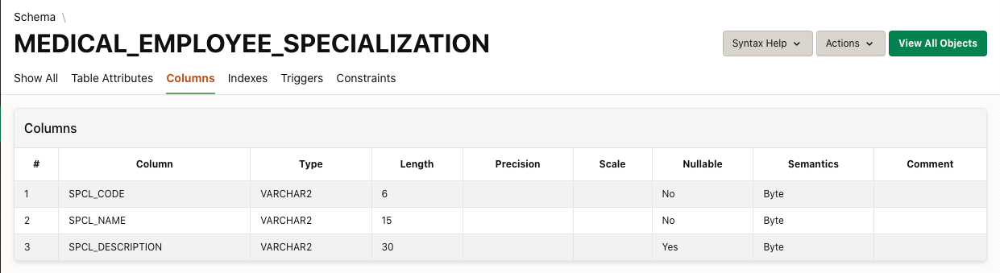 Schema \
MEDICAL_EMPLOYEE_SPECIALIZATION
Syntax Help Actions View All Objects
Show All Table Attributes Columns Indexes Triggers Constraints
Columns
# Column Type Length Precision Scale Nullable Semantics Comment
1 SPCL_CODE VARCHAR2 6 No Byte
2 SPCL_NAME VARCHAR2 15 No Byte
3 SPCL_DESCRIPTION VARCHAR2 30 Yes Byte